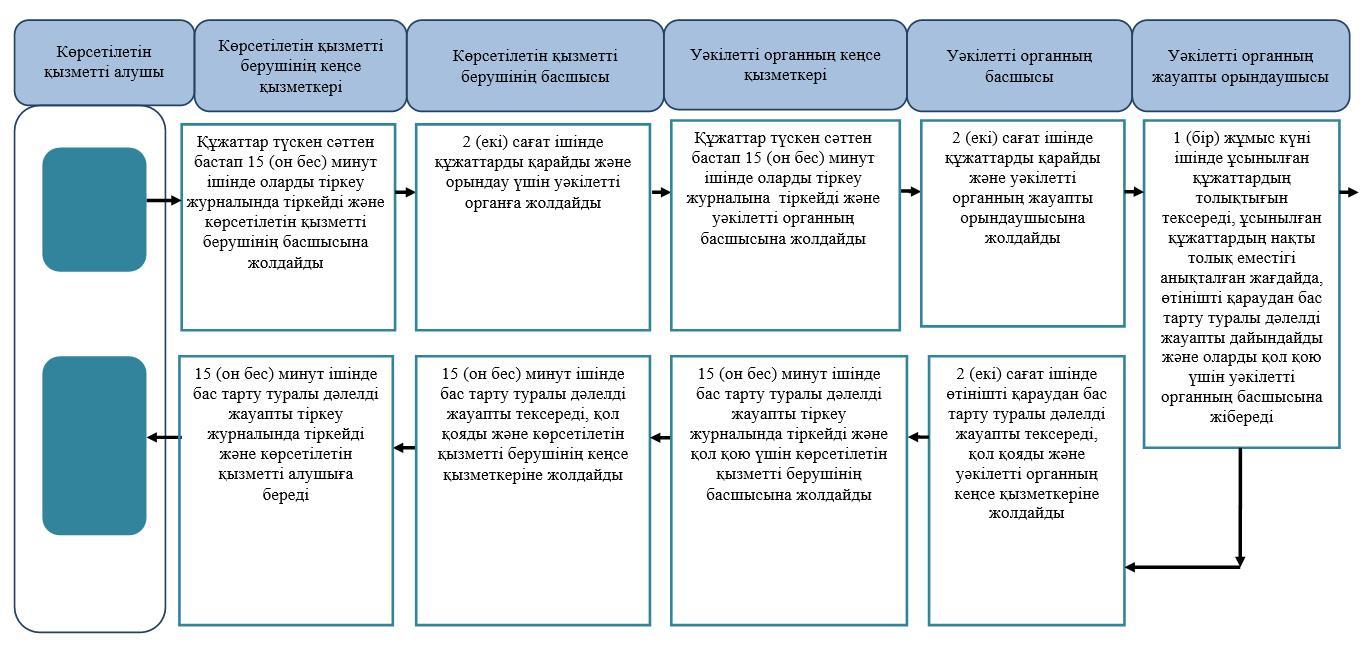 Көрсетілетін
қызметті алушы
Көрсетілетін қызметті
берушінің кеңсе
қызметкері
Көрсетілетін қызметті
берушінің басшысы
Уәкілетті органның кеңсе
қызметкері
Уәкілетті органның
басшысы
Уәкілетті органның
жауапты орындаушысы
Құжаттар түскен сәттен
бастап 15 (он бес) минут
ішінде оларды тіркеу
журналында тіркейді және
көрсетілетін қызметті
берушінің басшысына
жолдайды
2 (екі) сағат ішінде
құжаттарды қарайды және
орындау үшін уәкілетті
органға жолдайды
Құжаттар түскен сәттен
бастап 15 (он бес) минут
ішінде оларды тіркеу
журналына тіркейді және
уәкілетті органның
басшысына жолдайды
2 (екі) сағат ішінде
құжаттарды қарайды
және уәкілетті
органның жауапты
орындаушысына
жолдайды
1 (бір) жұмыс күні
ішінде ұсынылған
құжаттардың
толықтығын
тексереді, ұсынылған
құжаттардың нақты
толық еместігі
анықталған жағдайда,
өтінішті қараудан бас
тарту туралы дәлелді
жауапты дайындайды
және оларды қол қою
үшін уәкілетті
органның басшысына
жібереді
15 (он бес) минут ішінде
бас тарту туралы дәлелді
жауапты тіркеу
журналында тіркейді
және көрсетілетін
қызметті алушыға
береді
15 (он бес) минут ішінде
бас тарту туралы дәлелді
жауапты тексереді, қол
қояды және көрсетілетін
қызметті берушінің кеңсе
қызметкеріне жолдайды
15 (он бес) минут ішінде
бас тарту туралы дәлелді
жауапты тіркеу
журналында тіркейді және
қол қою үшін көрсетілетін
қызметті берушінің
басшысына жолдайды
2 (екі) сағат ішінде
өтінішті қараудан бас
тарту туралы дәлелді
жауапты тексереді,
қол қояды және
уәкілетті органның
кеңсе қызметкеріне
жолдайды